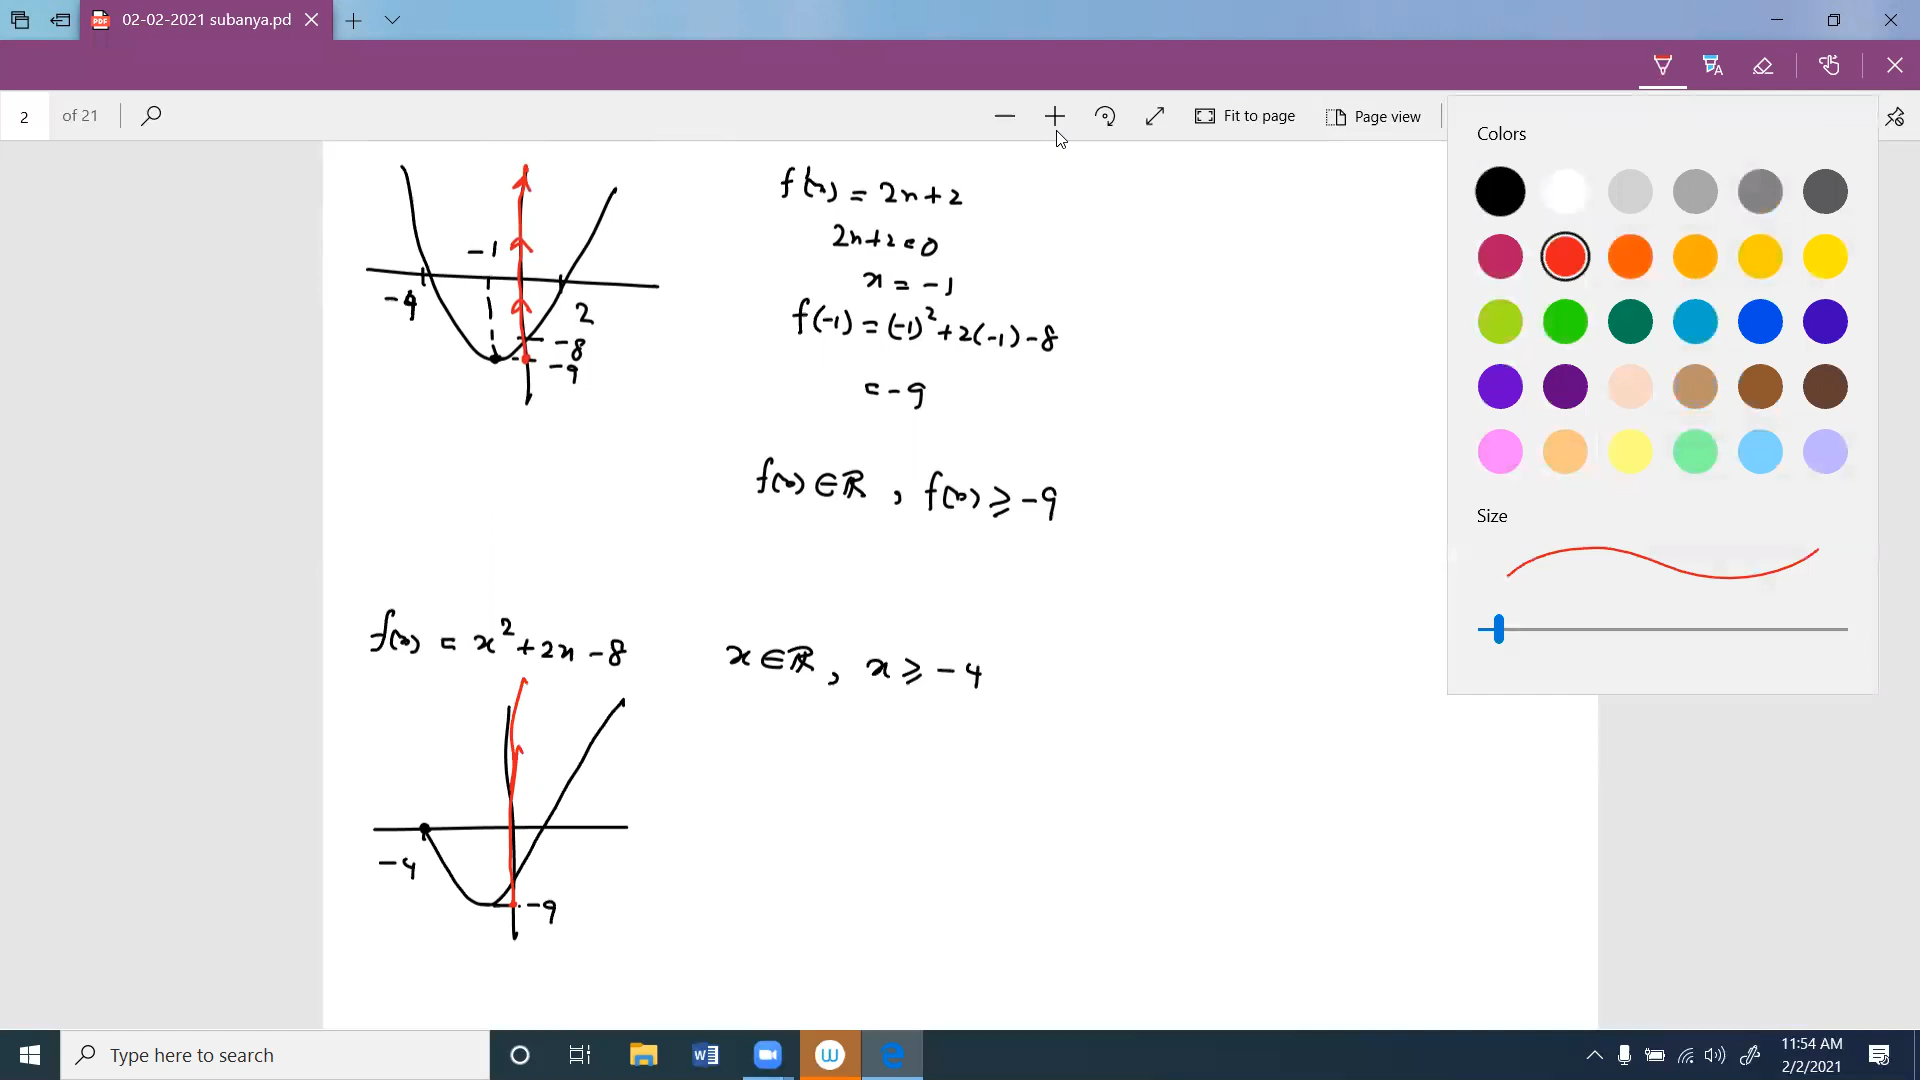 02-02-2021 subanya.pd
2 of 21
Fit to page
Page view
Colors
Size
-1
-4
2
-8
-9
f'(x) = 2x+2
2x+2=0
x = -1
f(-1) = (-1)²+2(-1)-8
= -9
f(x) ∈ ℝ , f(x) ⩾ -9
f(x) = x²+2x-8
x ∈ ℝ , x ⩾ -4
-4
-9
Type here to search
11:54 AM
2/2/2021